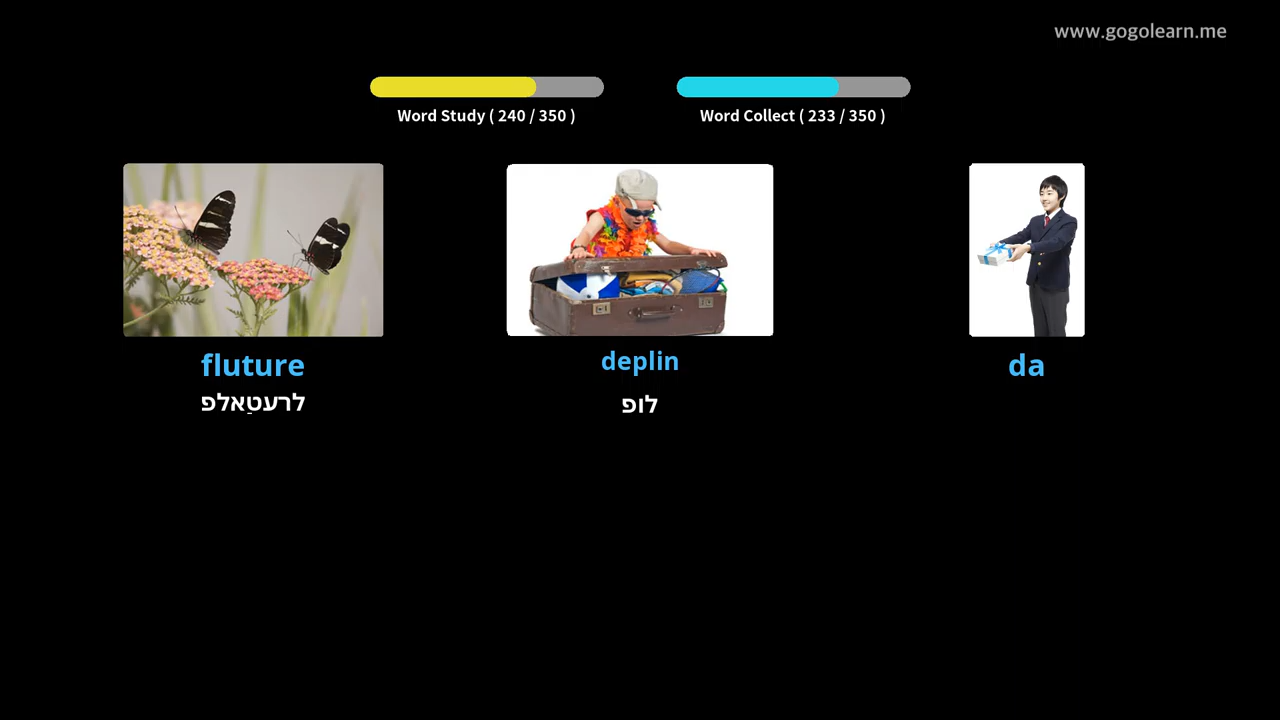 www.gogolearn.me
Word Study ( 240 / 350 )
Word Collect ( 233 / 350 )
fluture
לרעטַאלפ
deplin
לופ
da